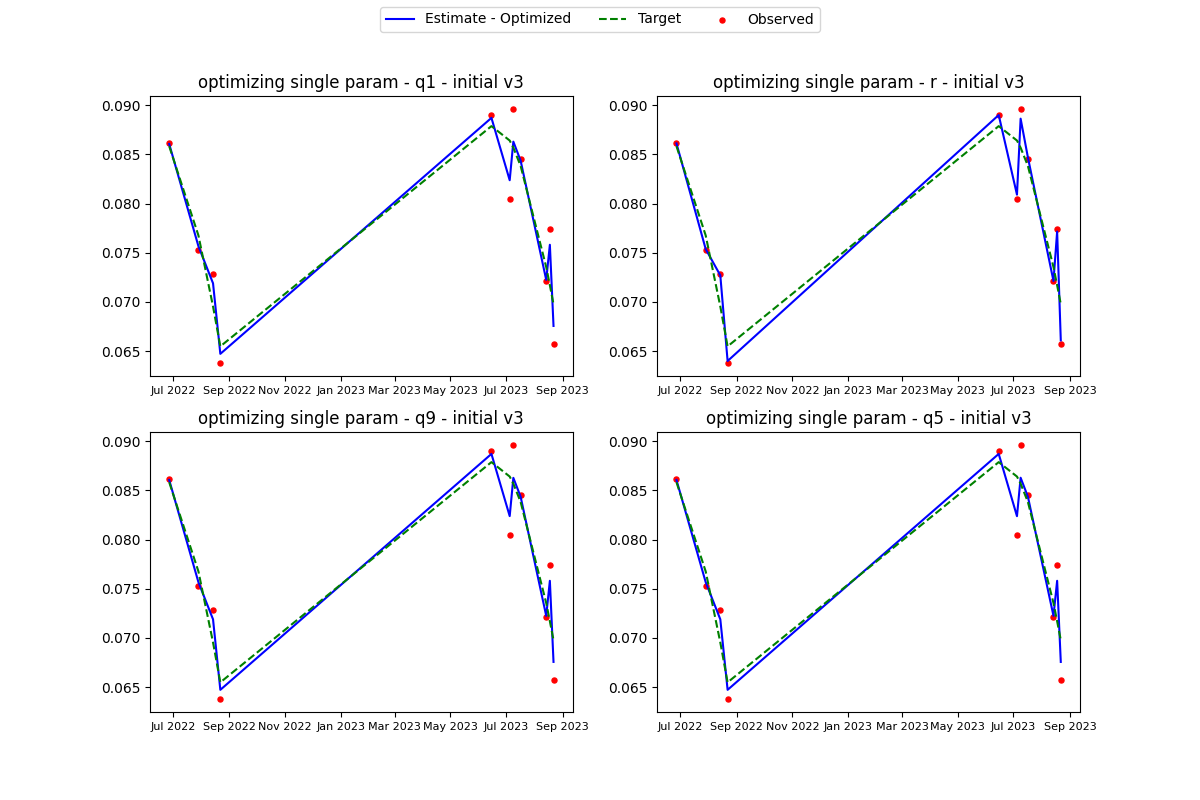 Estimate - Optimized Target Observed
optimizing single param - q1 - initial v3
0.090
0.085
0.080
0.075
0.070
0.065
Jul 2022 Sep 2022 Nov 2022 Jan 2023 Mar 2023 May 2023 Jul 2023 Sep 2023
optimizing single param - r - initial v3
0.090
0.085
0.080
0.075
0.070
0.065
Jul 2022 Sep 2022 Nov 2022 Jan 2023 Mar 2023 May 2023 Jul 2023 Sep 2023
optimizing single param - q9 - initial v3
0.090
0.085
0.080
0.075
0.070
0.065
Jul 2022 Sep 2022 Nov 2022 Jan 2023 Mar 2023 May 2023 Jul 2023 Sep 2023
optimizing single param - q5 - initial v3
0.090
0.085
0.080
0.075
0.070
0.065
Jul 2022 Sep 2022 Nov 2022 Jan 2023 Mar 2023 May 2023 Jul 2023 Sep 2023